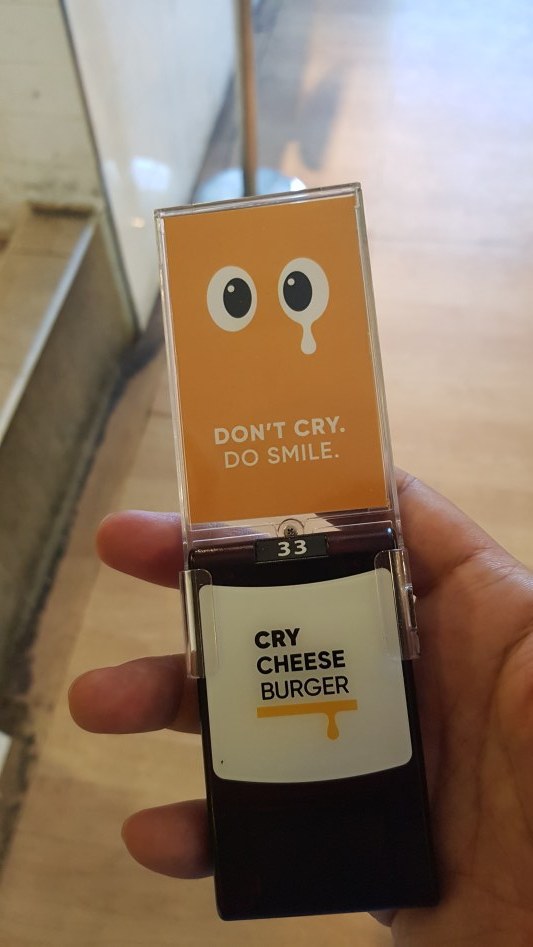 DON'T CRY.
DO SMILE.
33
CRY
CHEESE
BURGER